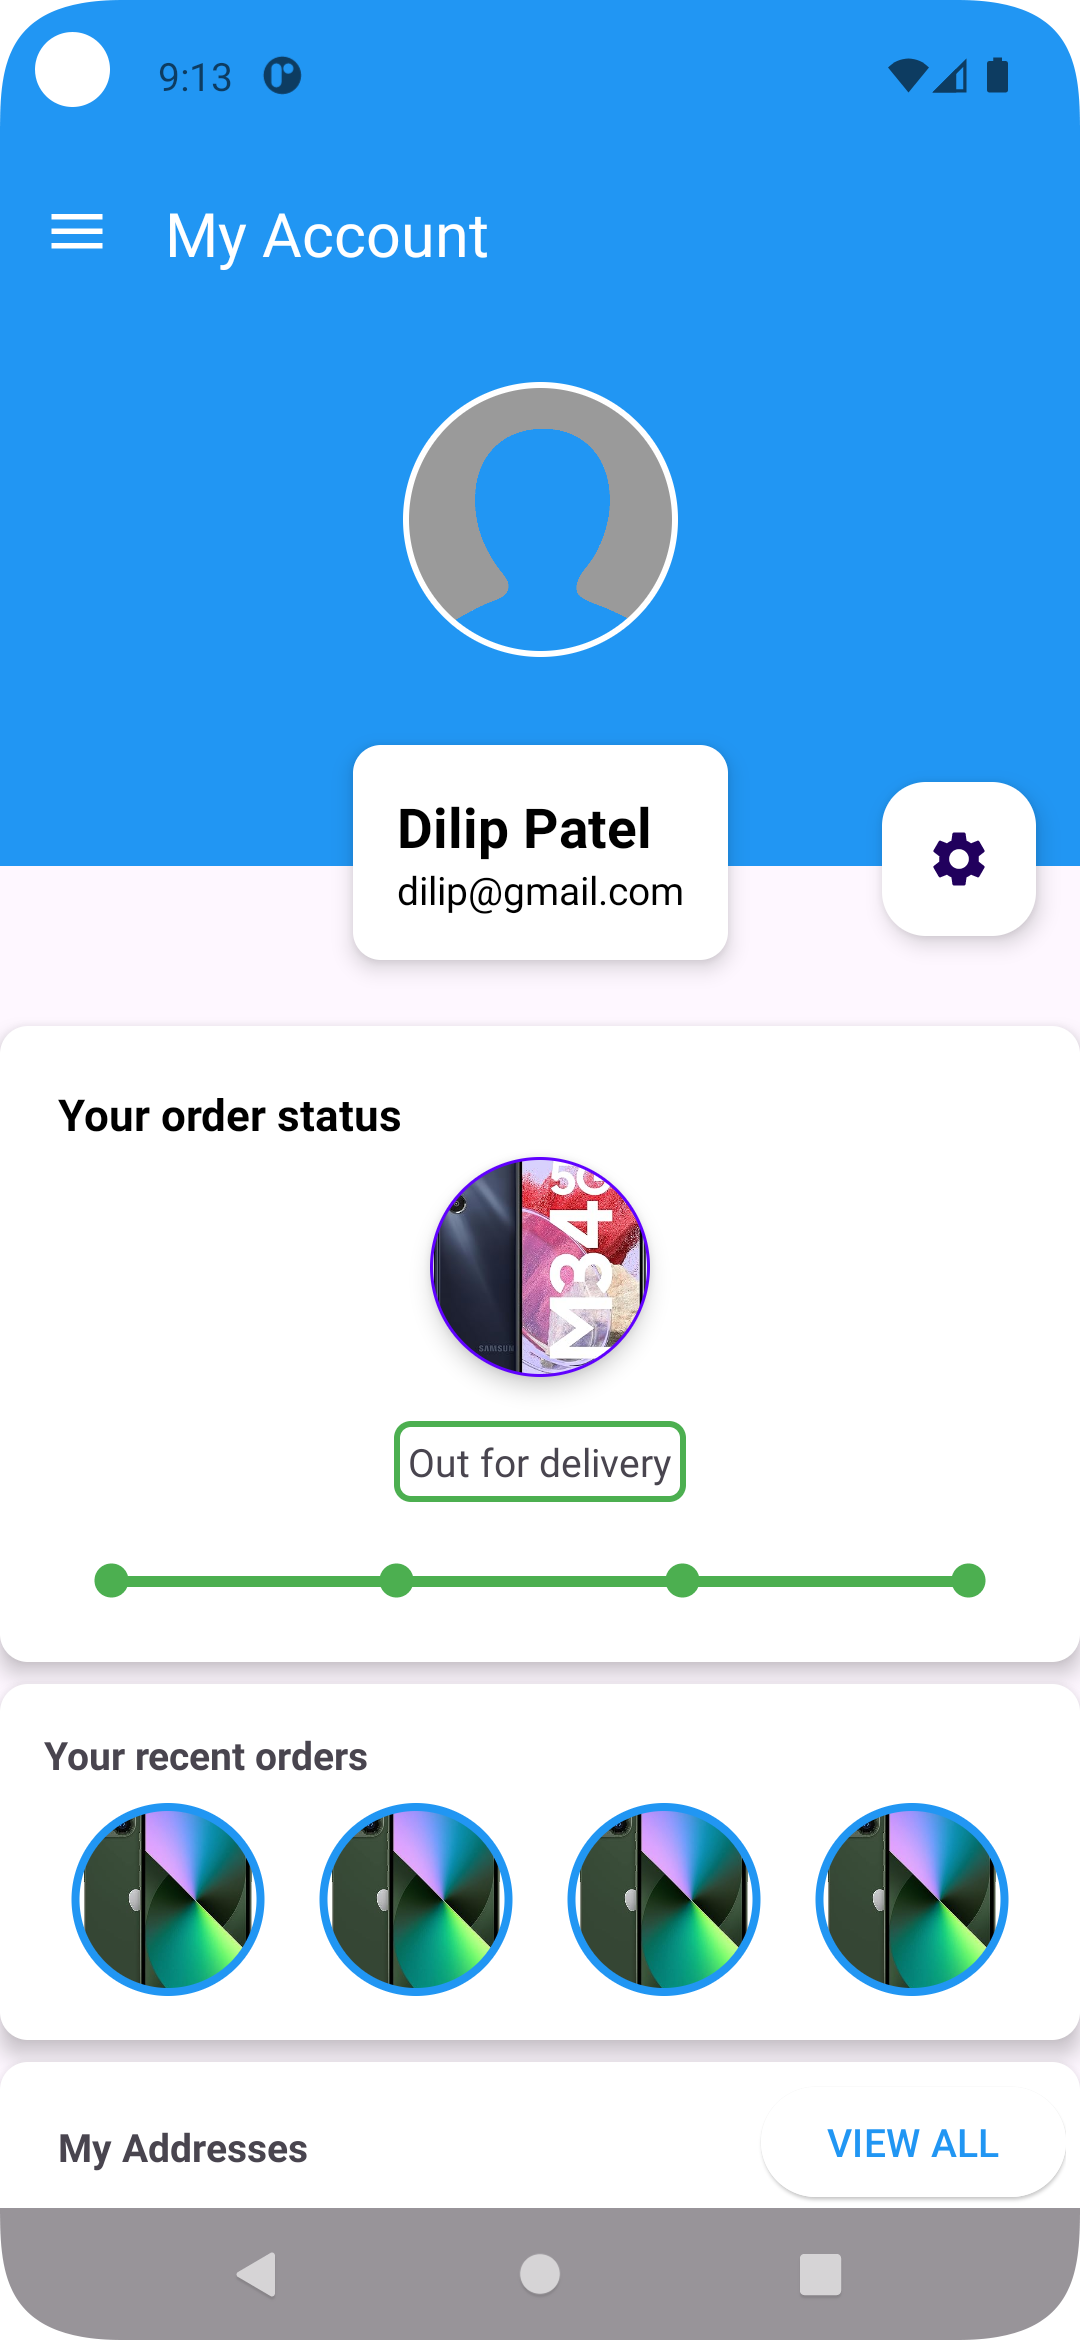 9:13
My Account
Dilip Patel
dilip@gmail.com
Your order status
5G
M34
SAMSUN
Out for delivery
Your recent orders
My Addresses
VIEW ALL